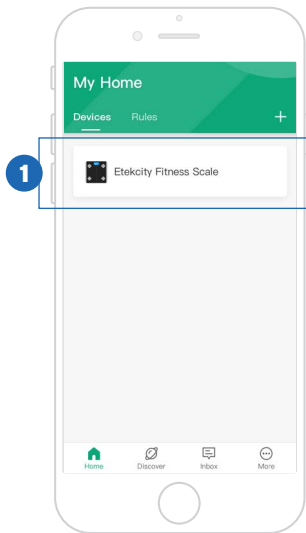 My Home
Devices Rules +
1
Etekcity Fitness Scale
Home Discover Inbox More